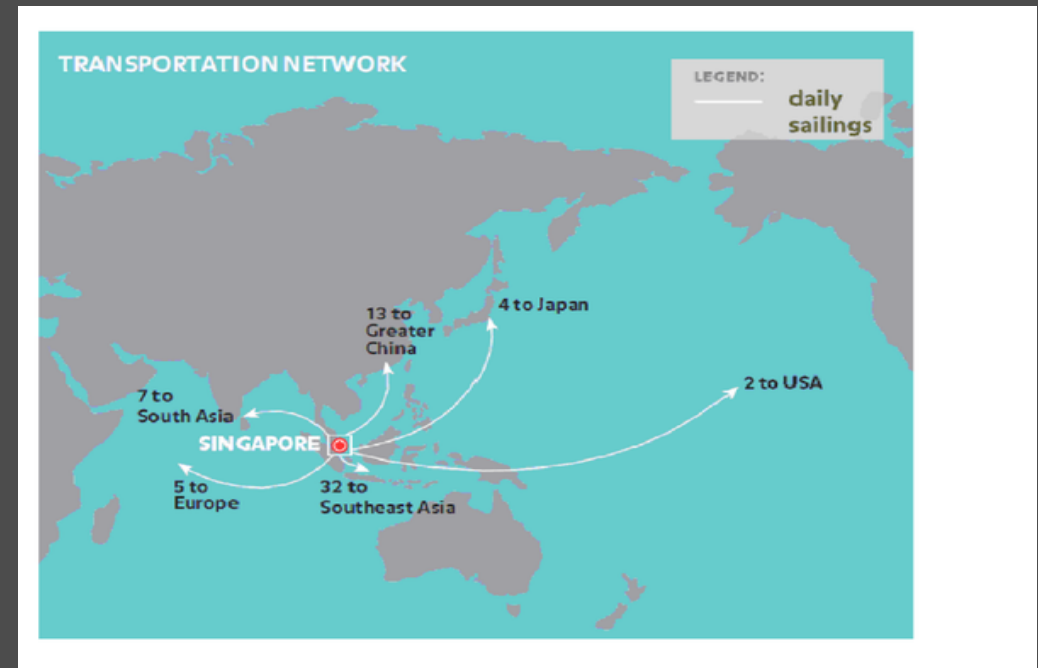 TRANSPORTATION NETWORK
LEGEND:
daily
sailings
13 to
Greater
China
4 to Japan
2 to USA
7 to
South Asia
SINGAPORE
5 to
Europe
32 to
Southeast Asia